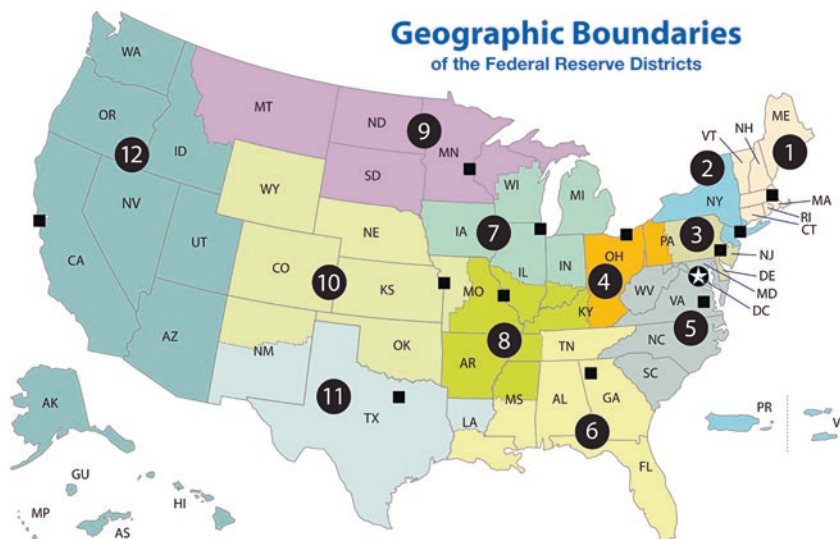 Geographic Boundaries
of the Federal Reserve Districts
WA
MT
ND
9
MN
OR
ID
12
SD
WI
MI
VT
NH
ME
1
2
NY
MA
RI
CT
WY
NV
UT
CA
NE
IA
7
IL
IN
OH
4
PA
3
NJ
DE
MD
DC
CO
10
KS
MO
KY
WV
VA
5
AZ
NM
OK
AR
8
TN
NC
SC
11
TX
LA
MS
AL
GA
6
FL
AK
GU
MP
AS
HI
PR
V